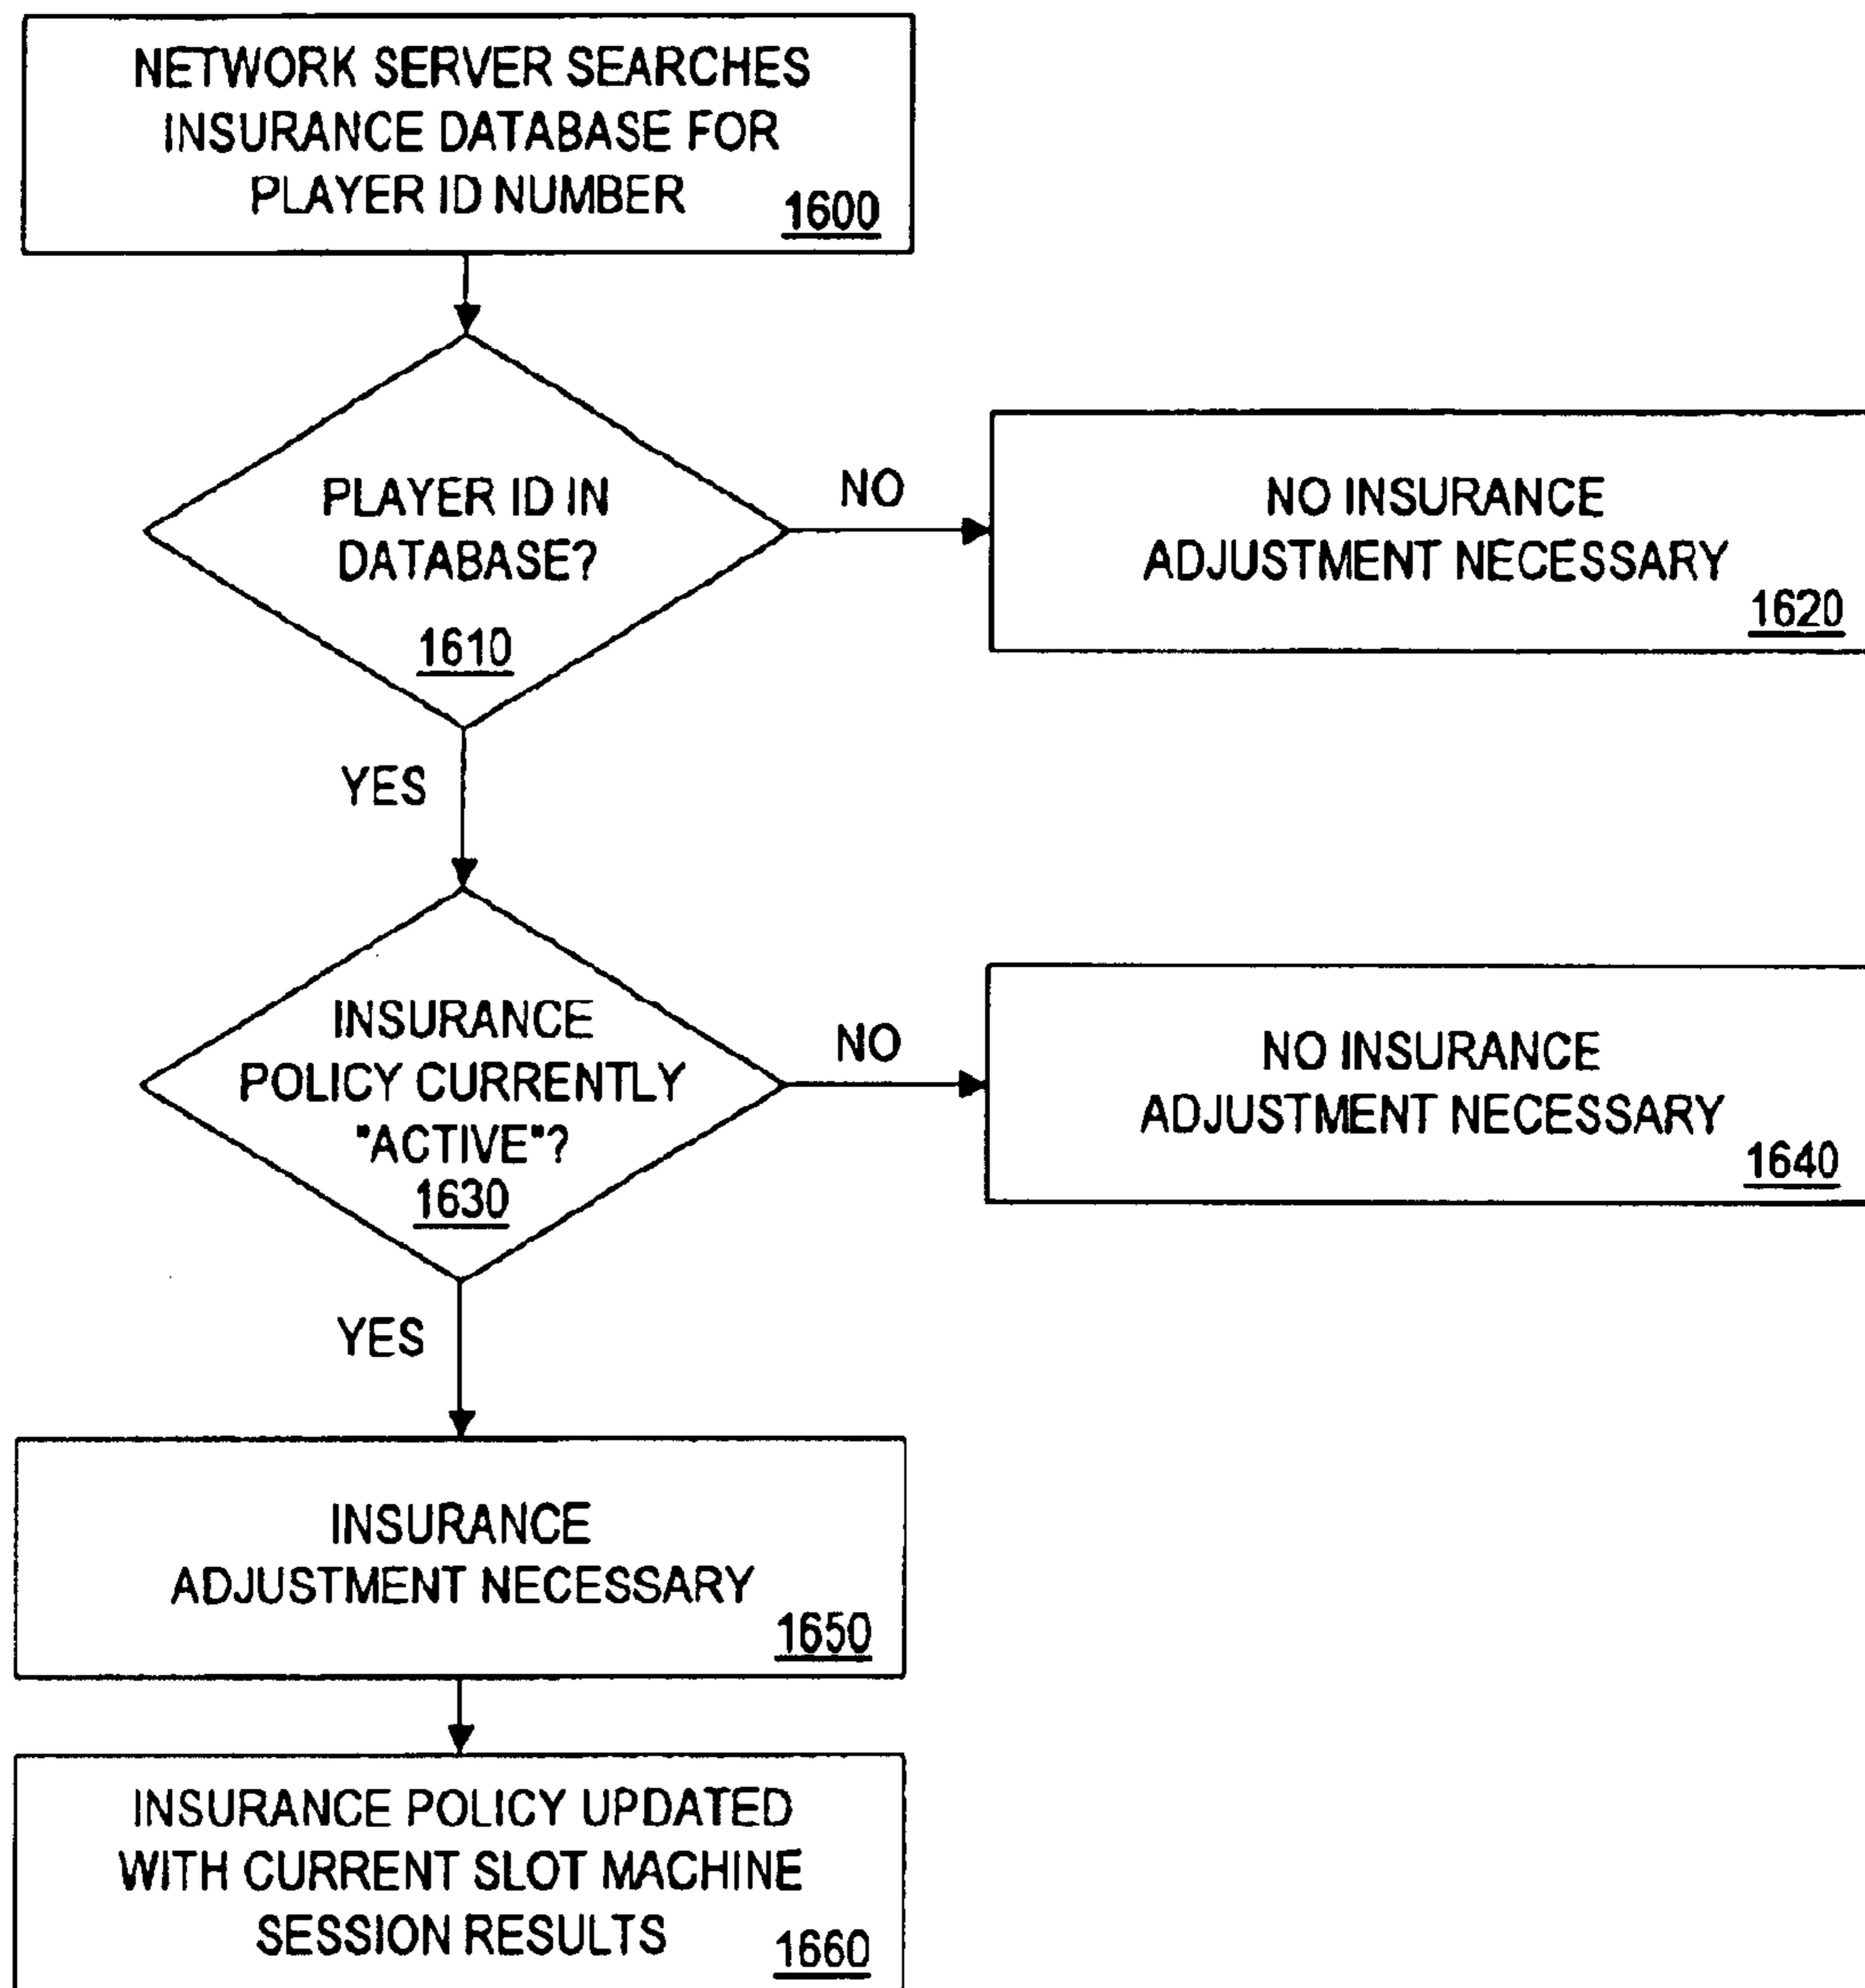 NETWORK SERVER SEARCHES
INSURANCE DATABASE FOR
PLAYER ID NUMBER
1600
PLAYER ID IN
DATABASE?
1610
NO
NO INSURANCE
ADJUSTMENT NECESSARY
1620
YES
INSURANCE
POLICY CURRENTLY
"ACTIVE"?
1630
NO
NO INSURANCE
ADJUSTMENT NECESSARY
1640
YES
INSURANCE
ADJUSTMENT NECESSARY
1650
INSURANCE POLICY UPDATED
WITH CURRENT SLOT MACHINE
SESSION RESULTS
1660